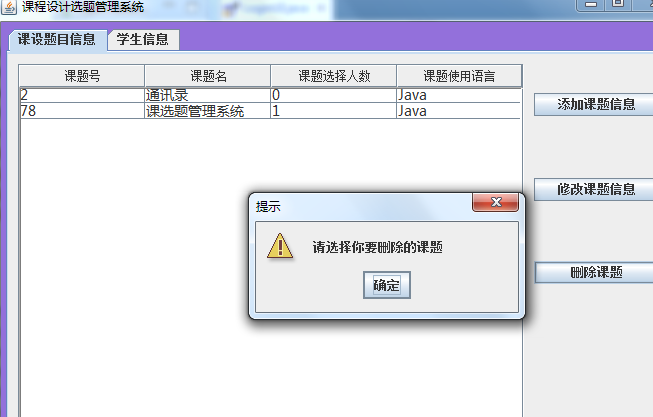 课程设计选题管理系统
课设题目信息 学生信息
课题号 课题名 课题选择人数 课题使用语言
2 通讯录 0 Java
78 课选题管理系统 1 Java
添加课题信息
修改课题信息
删除课题
提示
请选择你要删除的课题
确定